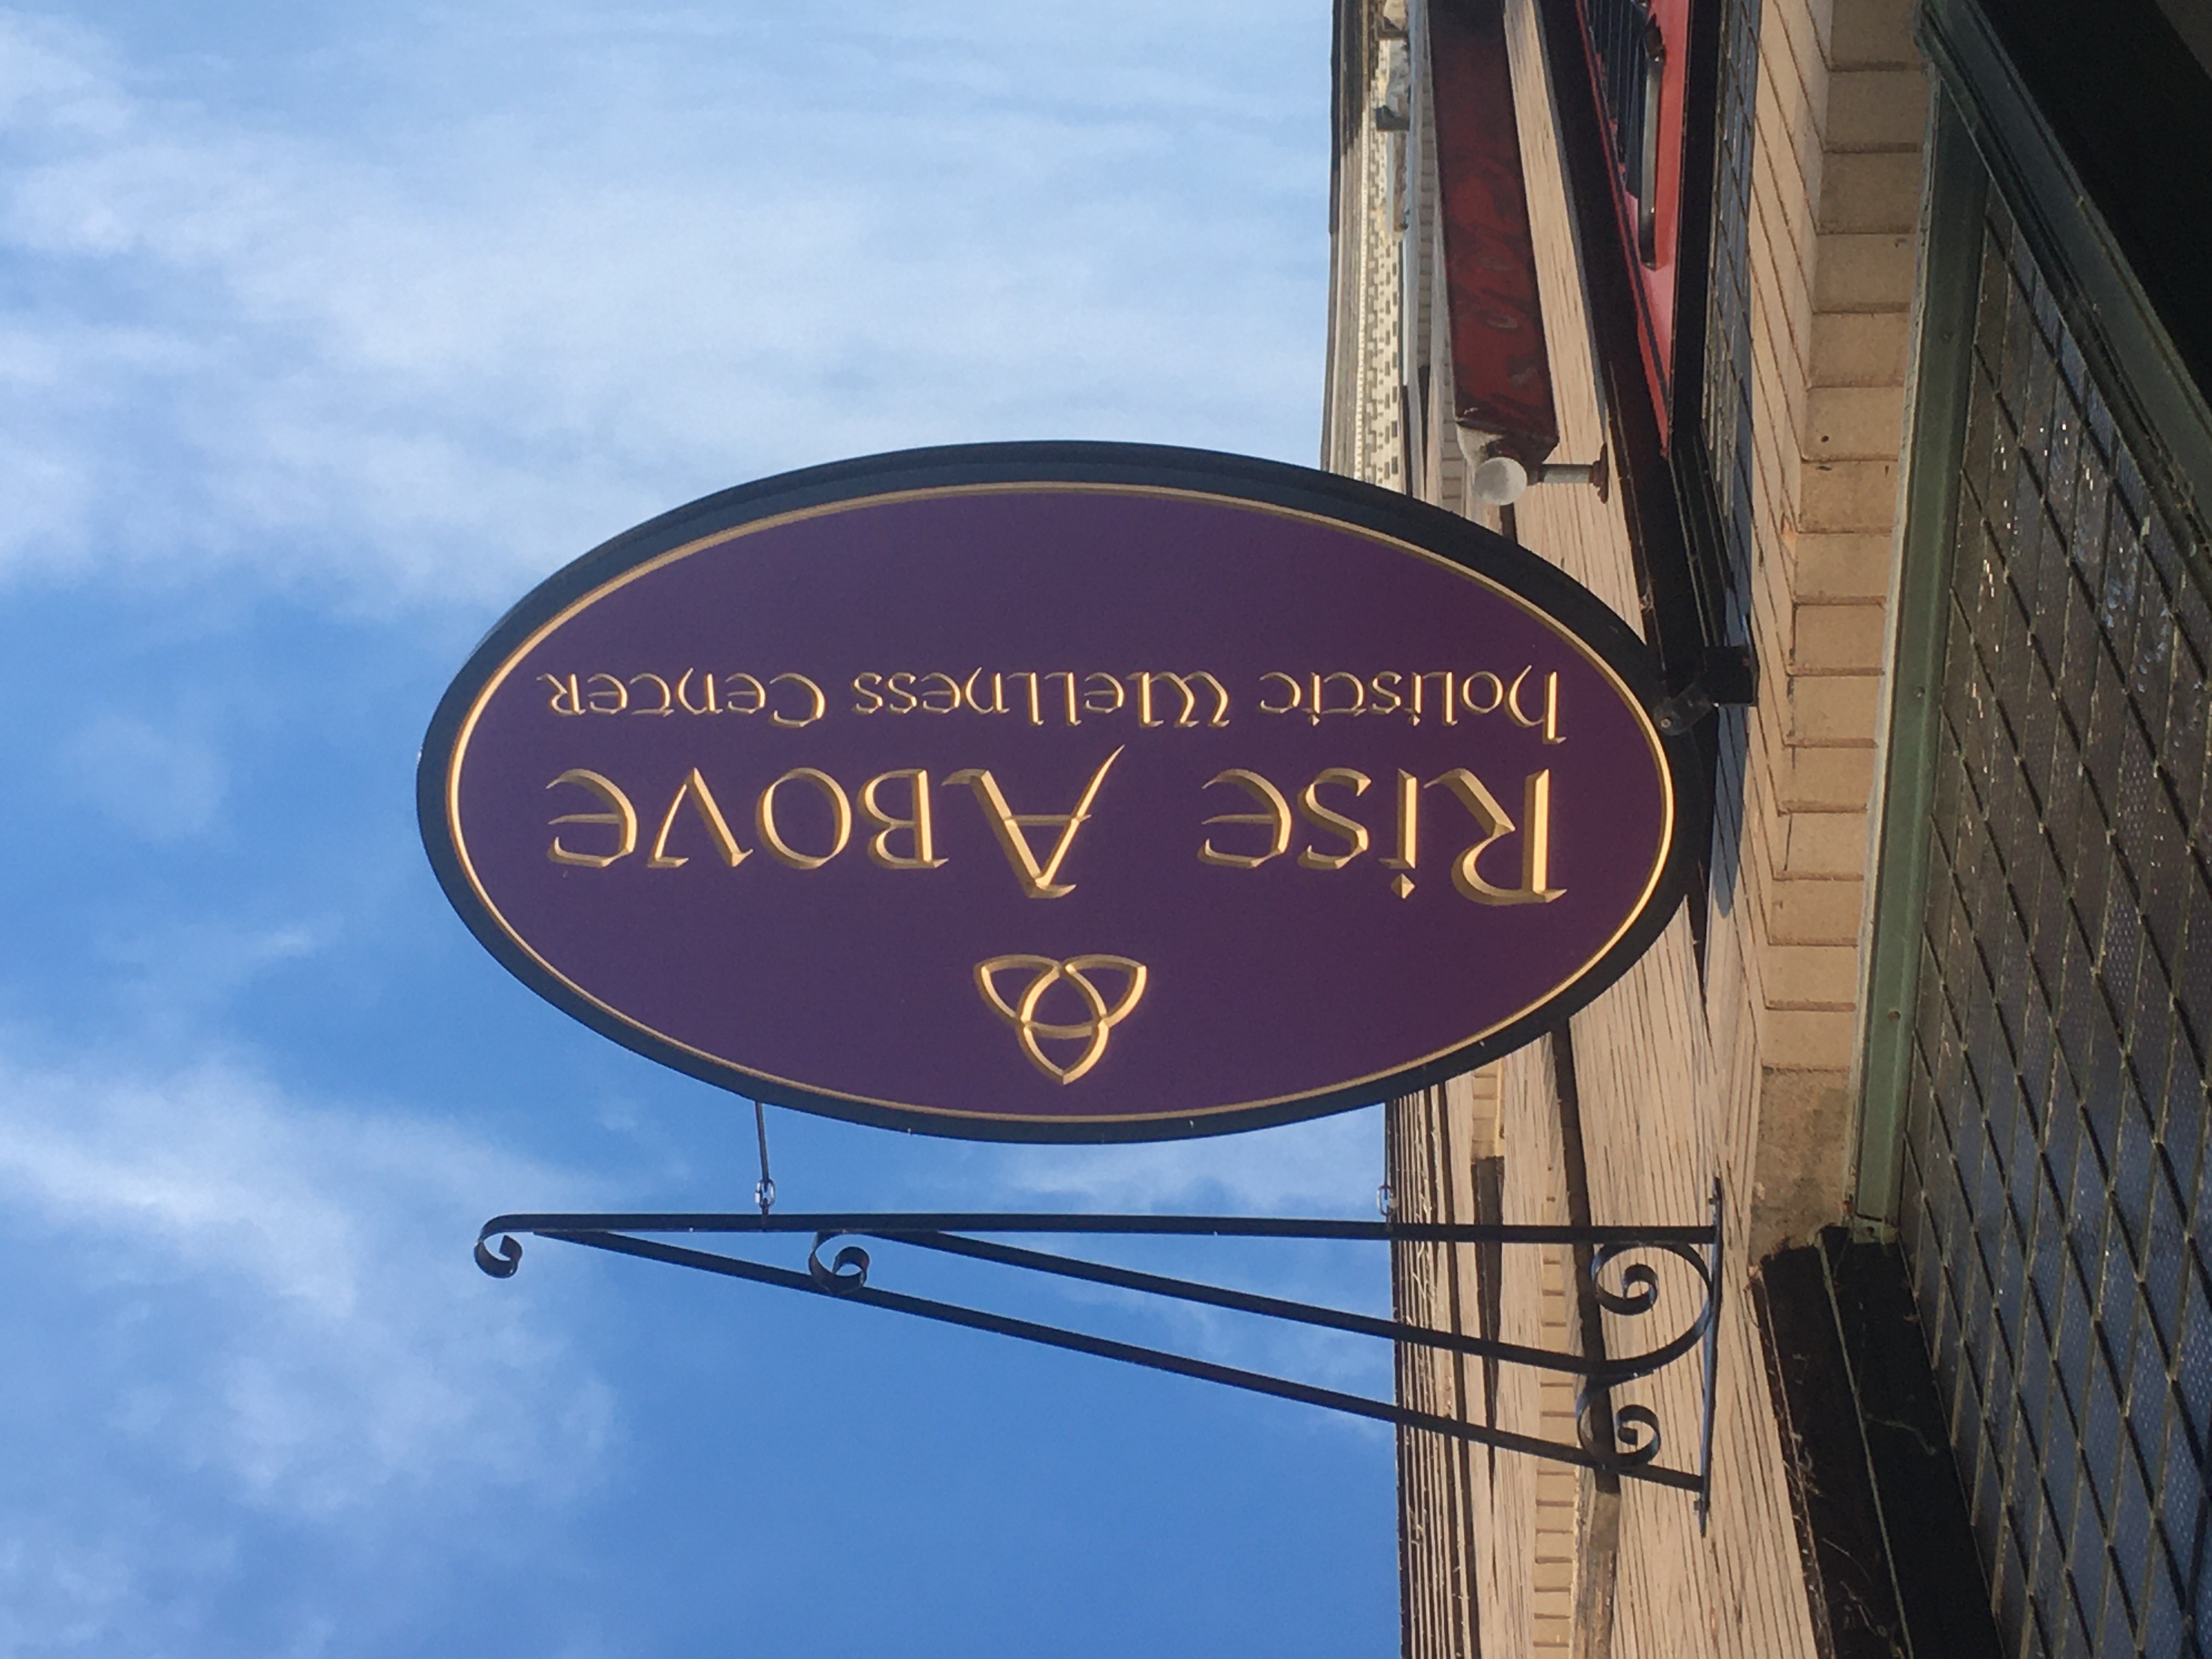 Rise Above
Holistic Wellness Center